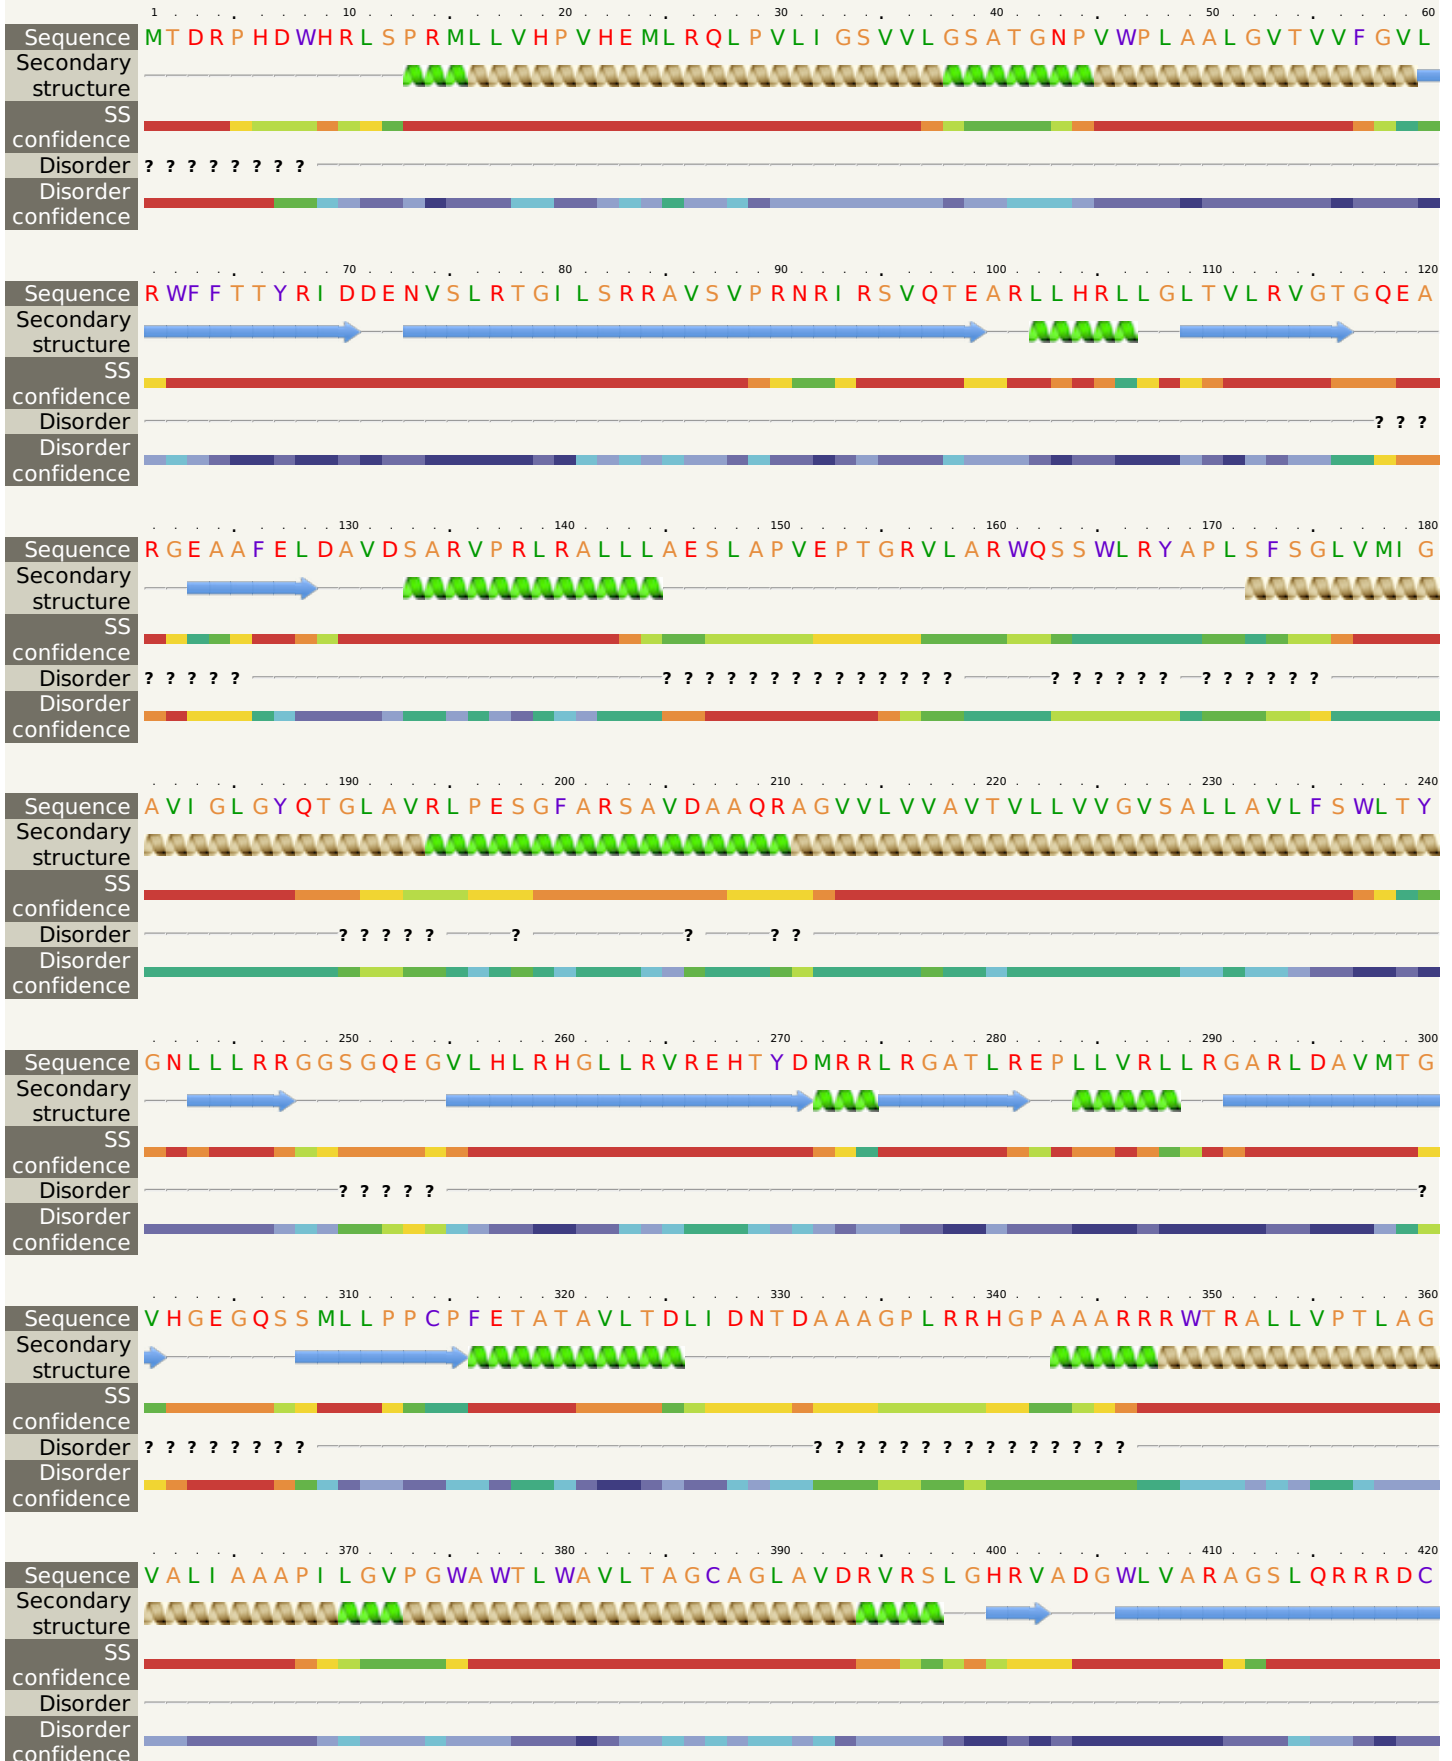 1 10 20 30 40 50 60
Sequence MTDRPHDWHRLSPRMLLVHPVHEMLRQLPVLIGSVVLGSATGNPVWPLAALGVTVVFGVL
Secondary
structure
SS
confidence
Disorder ? ? ? ? ? ? ? ?
Disorder
confidence
70 80 90 100 110 120
Sequence RWFFTTYRIDDENVSLRTGILSRRAVSVPRNRIRSVQTEARLLHRLLGLTVLRVGTGQEA
Secondary
structure
SS
confidence
Disorder ? ? ?
Disorder
confidence
130 140 150 160 170 180
Sequence RGEAAFELDAVDSARVPRLRALLLAESLAPVEPTGRVLARWQSSWLRYAPLSFSGLVMIG
Secondary
structure
SS
confidence
Disorder ? ? ? ? ? ? ? ? ? ? ? ? ? ? ? ? ? ? ? ? ? ? ? ? ? ? ? ? ? ? ?
Disorder
confidence
190 200 210 220 230 240
Sequence AVIGLGYQTGLAVRLPESGFARSAVDAAQRAGVVLVVAVTVLLVVGVSALLAVLFSWLTY
Secondary
structure
SS
confidence
Disorder ? ? ? ? ? ? ? ? ?
Disorder
confidence
250 260 270 280 290 300
Sequence GNLLLRRGGSGQEGVLHLRHGLLRVREHTYDMRRLRGATLREPLLVRLLRGARLDAVMTG
Secondary
structure
SS
confidence
Disorder ? ? ? ? ? ?
Disorder
confidence
310 320 330 340 350 360
Sequence VHGEGQSSMLLPPCPFETATAVLTDLIDNTDAAAGPLRRHGPAAARRRWTRALLVPTLAG
Secondary
structure
SS
confidence
Disorder ? ? ? ? ? ? ? ? ? ? ? ? ? ? ? ? ? ? ? ? ? ? ?
Disorder
confidence
370 380 390 400 410 420
Sequence VALIAAAPILGVPGWAWTLWAVLTAGCAGLAVDRVRSLGHRVADGWLVARAGSLQRRRDC
Secondary
structure
SS
confidence
Disorder
Disorder
confidence